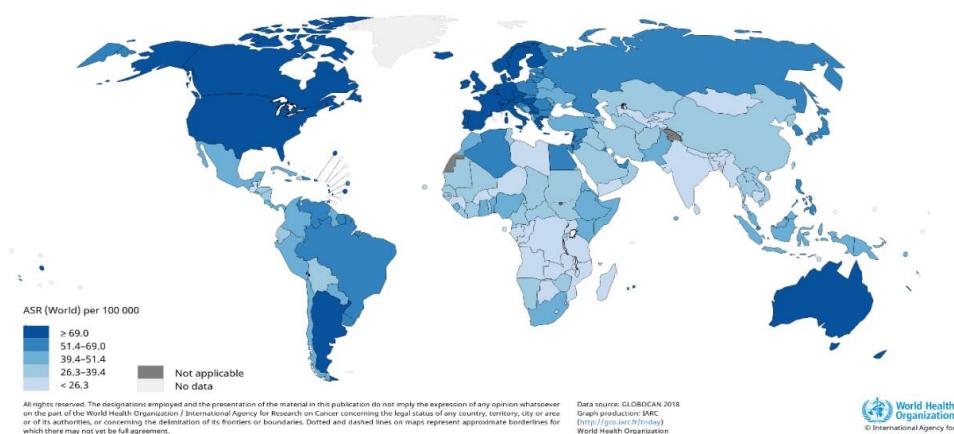 ASR (World) per 100 000
≥ 69.0
51.4–69.0
39.4–51.4
26.3–39.4
< 26.3
Not applicable
No data
All rights reserved. The designations employed and the presentation of the material in this publication do not imply the expression of any opinion whatsoever
on the part of the World Health Organization / International Agency for Research on Cancer concerning the legal status of any country, territory, city or area
or of its authorities, or concerning the delimitation of its frontiers or boundaries. Dotted and dashed lines on maps represent approximate borderlines for
which there may not yet be full agreement.
Data source: GLOBOCAN 2018
Graph production: IARC
(http://gco.iarc.fr/today)
World Health Organization
World Health
Organization
© International Agency for